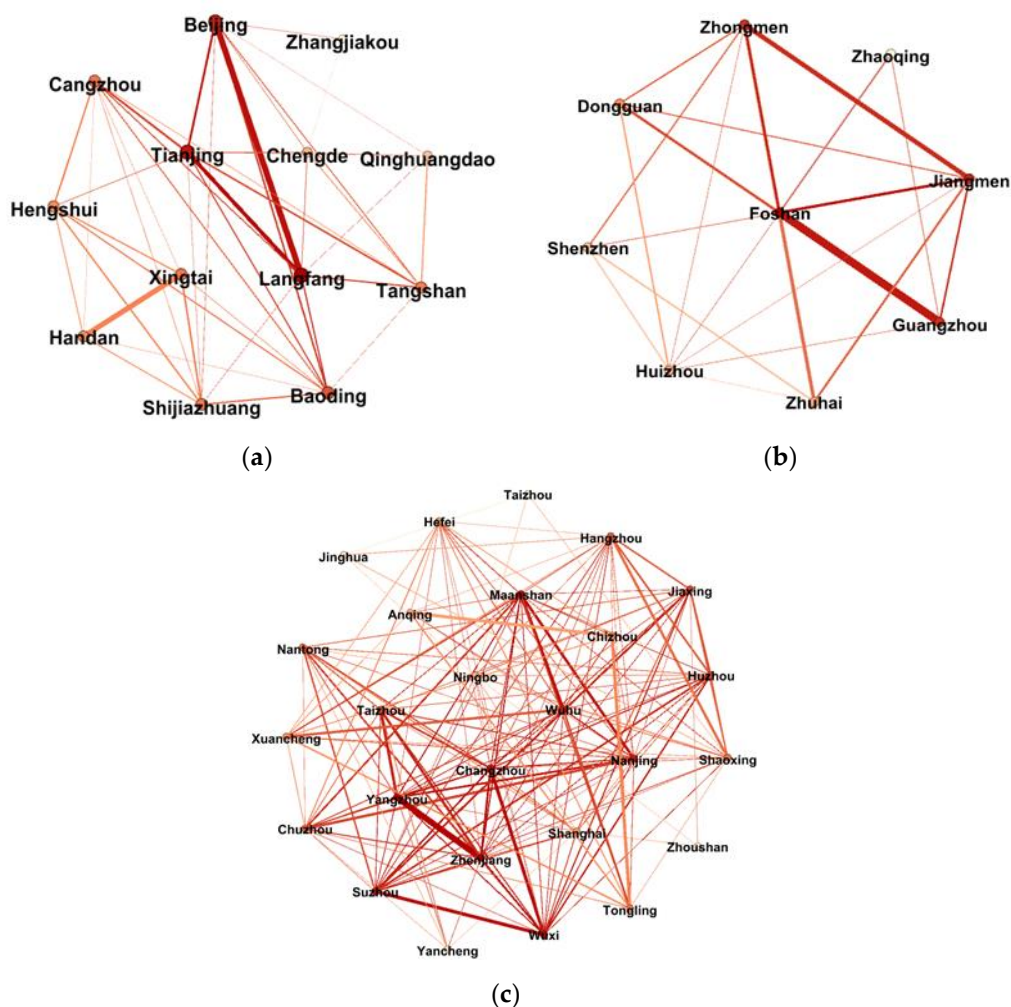 Beijing
Zhangjiakou
Cangzhou
Tianjing
Chengde
Qinghuangdao
Hengshui
Xingtai
Langfang
Tangshan
Handan
Shijiazhuang
Baoding
(a)
Zhongmen
Zhaoqing
Dongguan
Jiangmen
Foshan
Shenzhen
Guangzhou
Huizhou
Zhuhai
(b)
Taizhou
Hefei
Hangzhou
Jinghua
Maanshan
Jiaxing
Anqing
Chizhou
Nantong
Ningbo
Huzhou
Taizhou
Wuhu
Xuancheng
Nanjing
Shaoxing
Changzhou
Yangzhou
Chuzhou
Shanghai
Zhoushan
Zhenjiang
Suzhou
Tongling
Wuxi
Yancheng
(c)